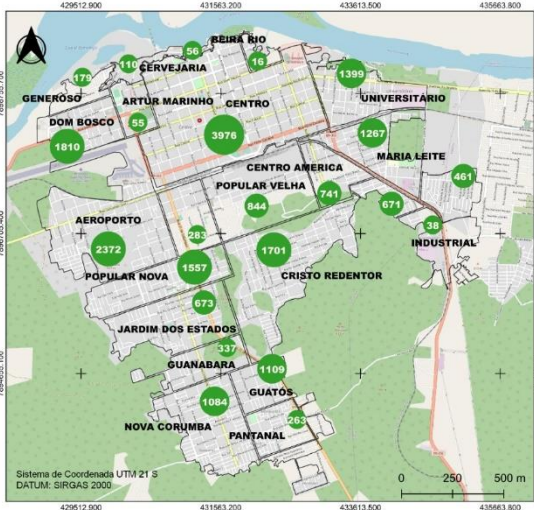 429512.900 431563.200 433613.500 435663.800
BEIRA RIO
56
110 CERVEJARIA 16
179 1399
GENEROSO ARTUR MARINHO CENTRO UNIVERSITÁRIO
DOM BOSCO 55
3976 1267
1810 MARIA LEITE
CENTRO AMERICA
POPULAR VELHA 741 461
844 671
AEROPORTO
283 38
2372 1701 INDUSTRIAL
1557
POPULAR NOVA CRISTO REDENTOR
673
JARDIM DOS ESTADOS
337
GUANABARA 1109
1084 GUATÓS
263
NOVA CORUMBA
PANTANAL
Sistema de Coordenada UTM 21 S
DATUM: SIRGAS 2000
0 250 500 m
429512.900 431563.200 433613.500 435663.800